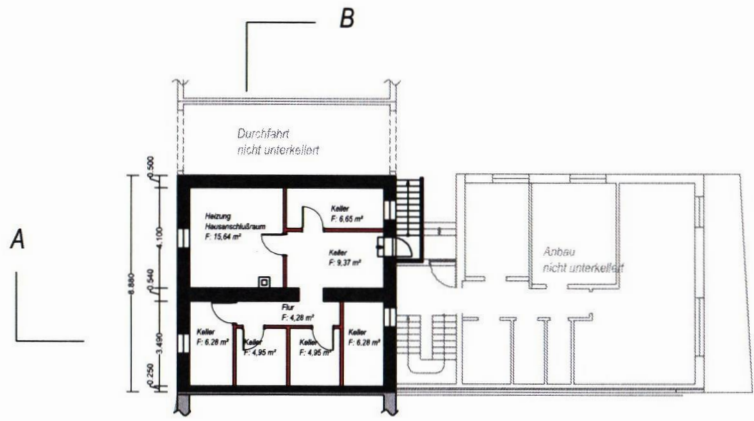 B
Durchfahrt
nicht unterkellert
A
Heizung
Hausanschlußraum
F: 15,64 m²
Keller
F: 6,65 m²
Keller
F: 9,37 m²
Anbau
nicht unterkellert
Flur
F: 4,28 m²
Keller
F: 6,28 m²
Keller
F: 4,95 m²
Keller
F: 4,95 m²
Keller
F: 6,28 m²
0.500
4.100
0.540
3.490
0.250